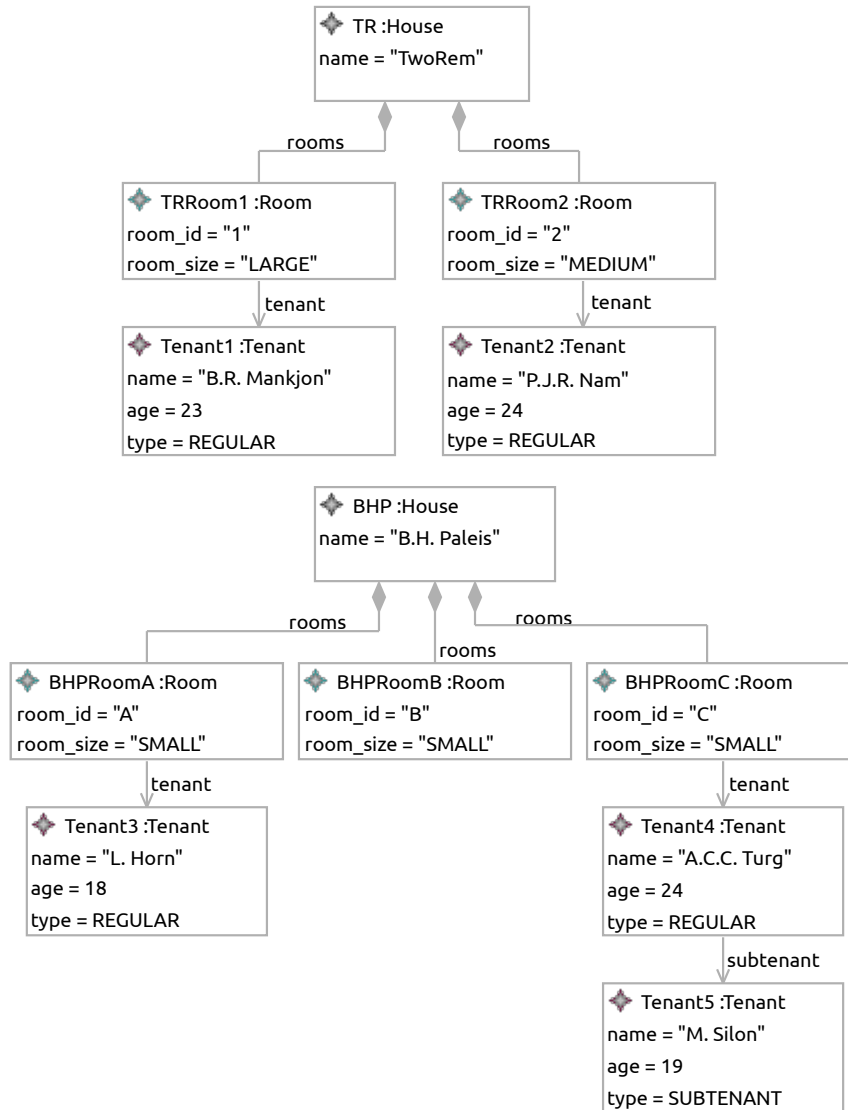 TR :House
name = "TwoRem"
rooms
rooms
TRRoom1 :Room
room_id = "1"
room_size = "LARGE"
TRRoom2 :Room
room_id = "2"
room_size = "MEDIUM"
tenant
tenant
Tenant1 :Tenant
name = "B.R. Mankjon"
age = 23
type = REGULAR
Tenant2 :Tenant
name = "P.J.R. Nam"
age = 24
type = REGULAR
BHP :House
name = "B.H. Paleis"
rooms
rooms
rooms
BHPRoomA :Room
room_id = "A"
room_size = "SMALL"
BHPRoomB :Room
room_id = "B"
room_size = "SMALL"
BHPRoomC :Room
room_id = "C"
room_size = "SMALL"
tenant
tenant
Tenant3 :Tenant
name = "L. Horn"
age = 18
type = REGULAR
Tenant4 :Tenant
name = "A.C.C. Turg"
age = 24
type = REGULAR
subtenant
Tenant5 :Tenant
name = "M. Silon"
age = 19
type = SUBTENANT